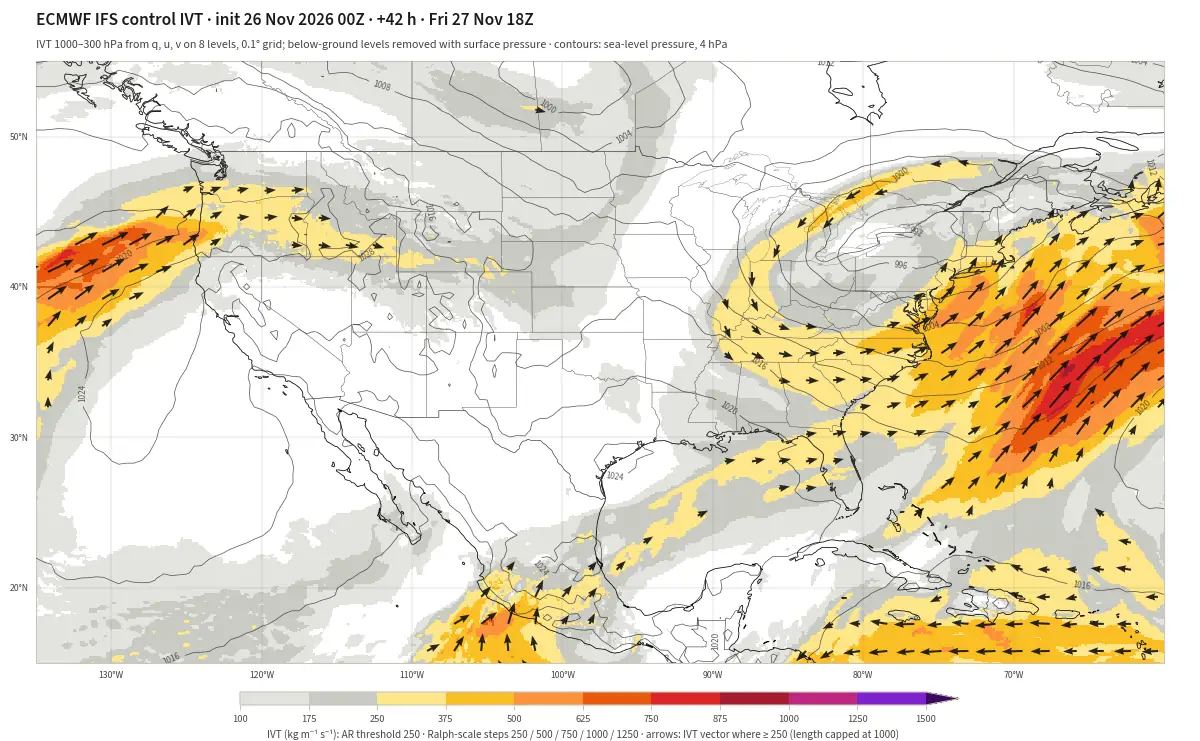 ECMWF IFS control IVT · init 26 Nov 2026 00Z · +42 h · Fri 27 Nov 18Z
IVT 1000–300 hPa from q, u, v on 8 levels, 0.1° grid; below-ground levels removed with surface pressure · contours: sea-level pressure, 4 hPa
1012
1008
1000
1004
50°N
1000
1012
1016
992
1020
1028
996
40°N
1004
1008
1016
1012
1024
1020
1020
30°N
1024
1024
20°N
1016
1020
1016
130°W 120°W 110°W 100°W 90°W 80°W 70°W
100 175 250 375 500 625 750 875 1000 1250 1500
IVT (kg m⁻¹ s⁻¹): AR threshold 250 · Ralph-scale steps 250 / 500 / 750 / 1000 / 1250 · arrows: IVT vector where ≥ 250 (length capped at 1000)